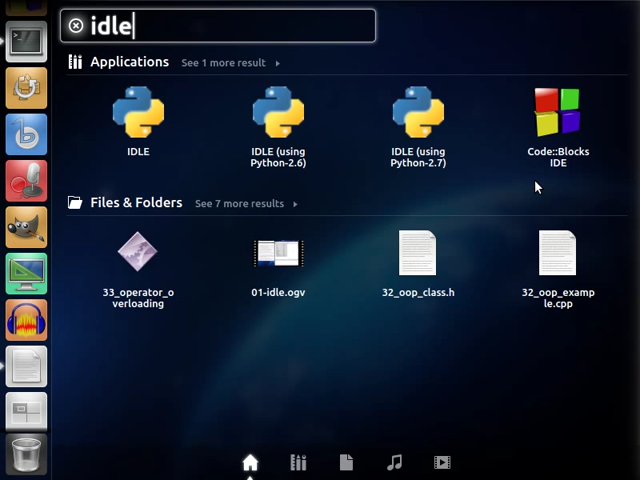 idle
Applications See 1 more result
IDLE
IDLE (using
Python-2.6)
IDLE (using
Python-2.7)
Code::Blocks
IDE
Files & Folders See 7 more results
33_operator_o
verloading
01-idle.ogv
32_oop_class.h
32_oop_examp
le.cpp